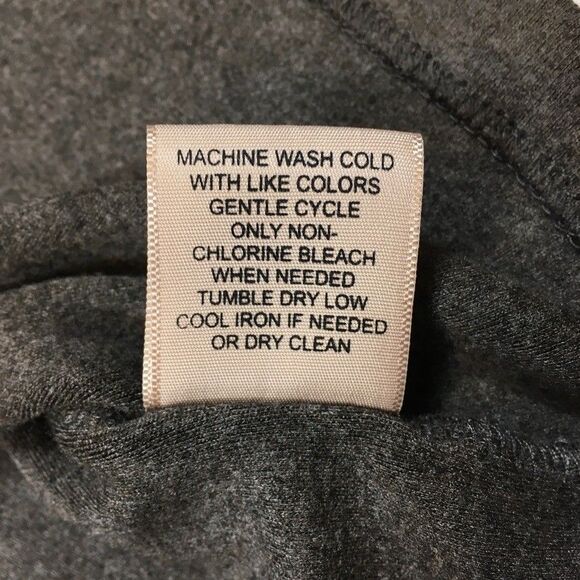 MACHINE WASH COLD
WITH LIKE COLORS
GENTLE CYCLE
ONLY NON-
CHLORINE BLEACH
WHEN NEEDED
TUMBLE DRY LOW
COOL IRON IF NEEDED
OR DRY CLEAN